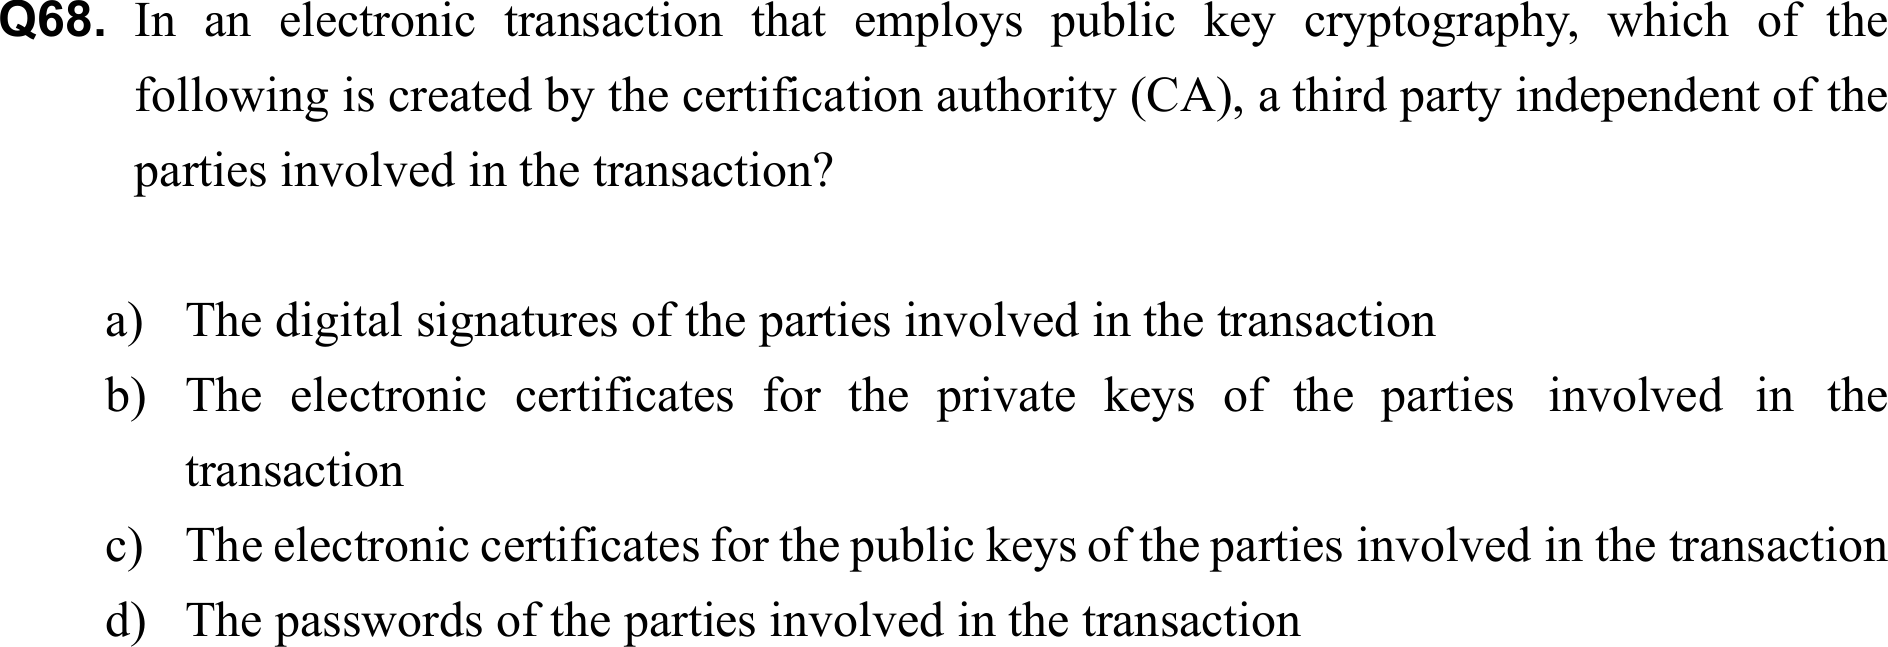 Q68. In an electronic transaction that employs public key cryptography, which of the
following is created by the certification authority (CA), a third party independent of the
parties involved in the transaction?
a) The digital signatures of the parties involved in the transaction
b) The electronic certificates for the private keys of the parties involved in the
transaction
c) The electronic certificates for the public keys of the parties involved in the transaction
d) The passwords of the parties involved in the transaction